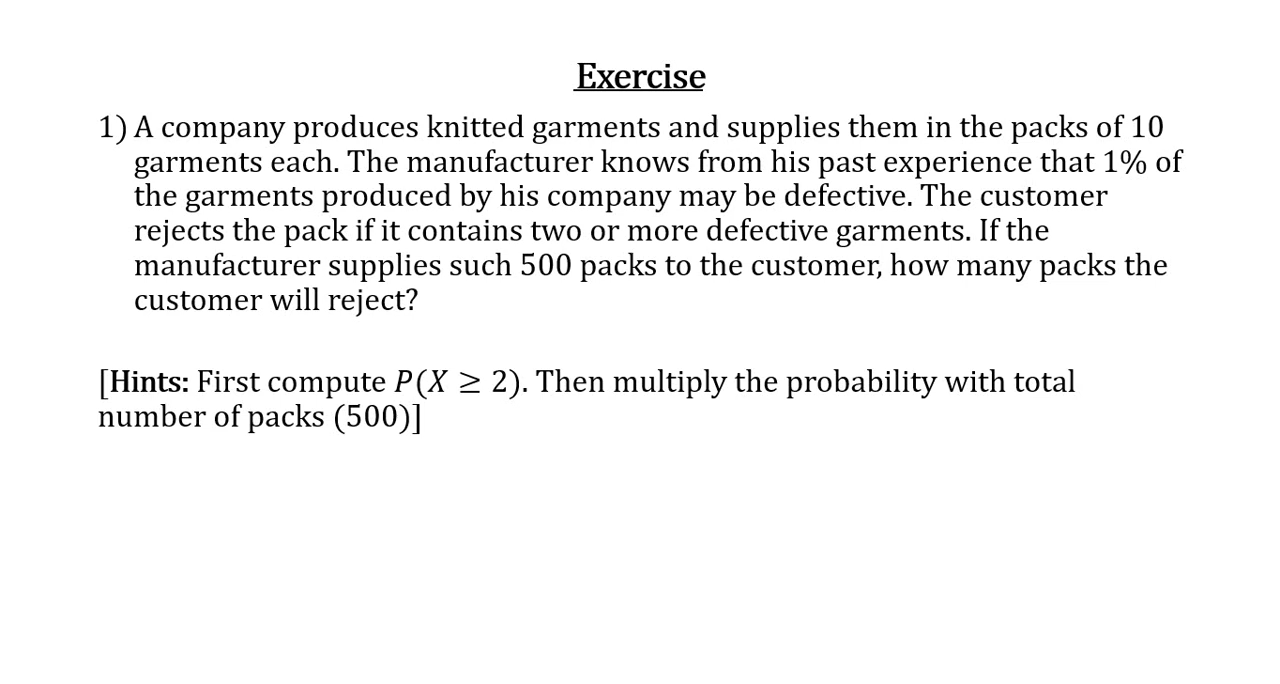 Exercise
1) A company produces knitted garments and supplies them in the packs of 10
garments each. The manufacturer knows from his past experience that 1% of
the garments produced by his company may be defective. The customer
rejects the pack if it contains two or more defective garments. If the
manufacturer supplies such 500 packs to the customer, how many packs the
customer will reject?
[Hints: First compute P(X ≥ 2). Then multiply the probability with total
number of packs (500)]